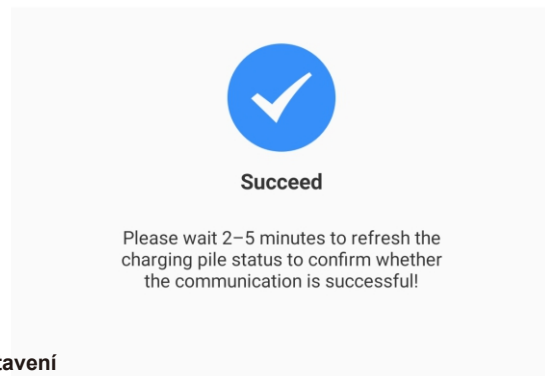 Succeed
Please wait 2–5 minutes to refresh the
charging pile status to confirm whether
the communication is successful!
tavení